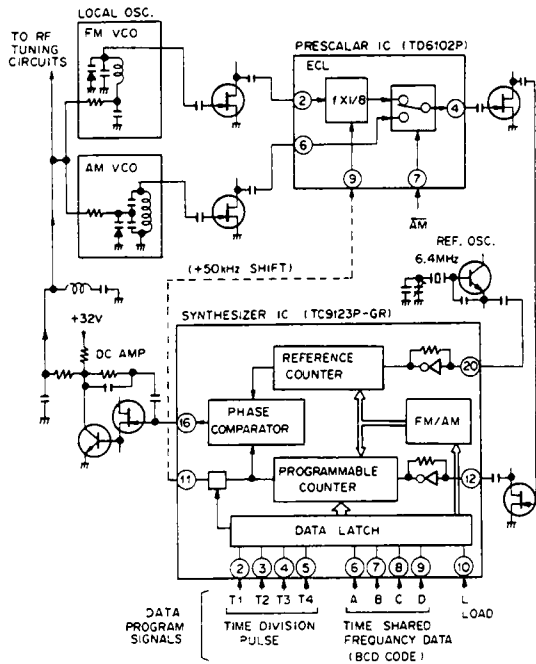 LOCAL OSC.
TO RF
TUNING
CIRCUITS
FM VCO
AM VCO
PRESCALAR IC (TD6102P)
ECL
2
f X1/8
4
6
9
7
AM
(+50kHz SHIFT)
REF. OSC.
6.4MHz
+32V
DC AMP
SYNTHESIZER IC (TC9123P-GR)
REFERENCE
COUNTER
20
16
PHASE
COMPARATOR
FM/AM
11
PROGRAMMABLE
COUNTER
12
DATA LATCH
2 3 4 5 6 7 8 9 10
T1 T2 T3 T4 A B C D L
LOAD
DATA
PROGRAM
SIGNALS
TIME DIVISION
PULSE
TIME SHARED
FREQUANCY DATA
(BCD CODE)